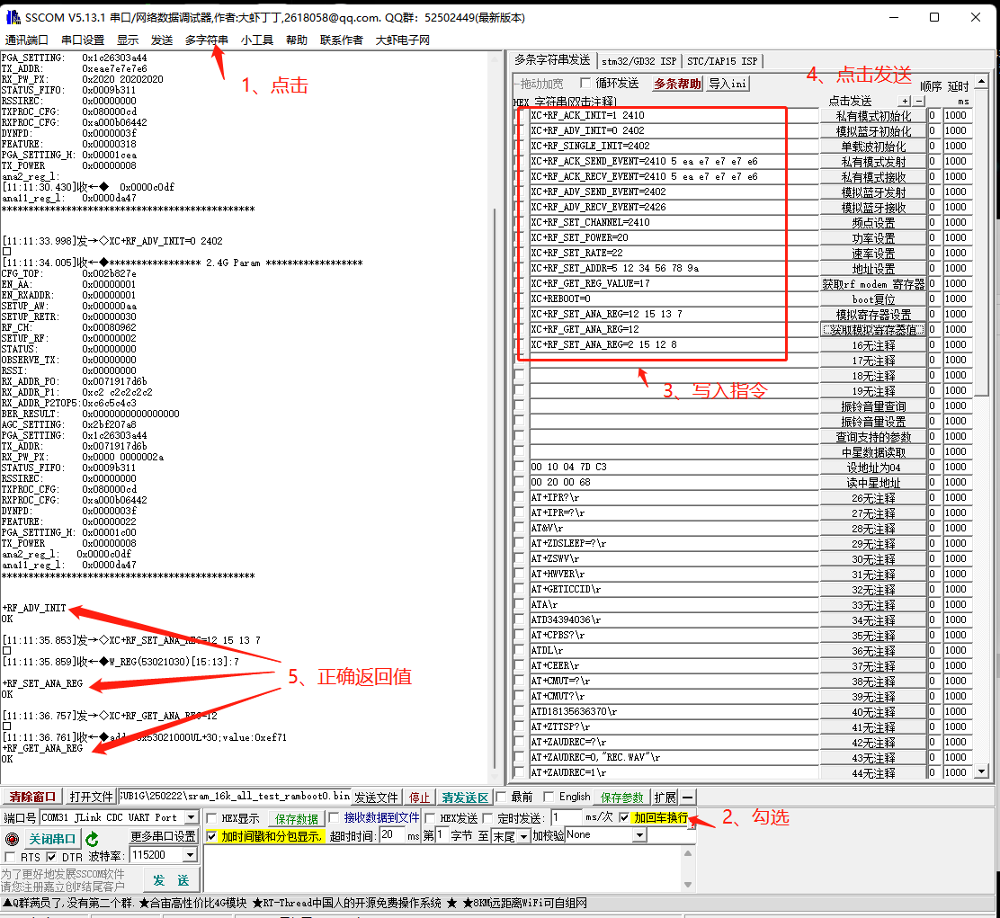 SSCOM V5.13.1 串口/网络数据调试器,作者:大虾丁丁,2618058@qq.com. QQ群：52502449(最新版本)
通讯端口 串口设置 显示 发送 多字符串 小工具 帮助 联系作者 大虾电子网
PGA_SETTING: 0x1c26303a44
TX_ADDR: 0xeae7e7e7e6
RX_PW_PX: 0x2020 20202020
STATUS_FIFO: 0x0009b311
RSSIREC: 0x00000000
TXPROC_CFG: 0x080000cd
RXPROC_CFG: 0xa000b06442
DYNPD: 0x0000003f
FEATURE: 0x00000318
PGA_SETTING_H: 0x00001cea
TX_POWER 0x00000008
ana2_reg_l:
[11:11:30.430]收←◆ 0x0000c0df
ana11_reg_l: 0x0000da47
***********************************************
[11:11:33.998]发→◇XC+RF_ADV_INIT=0 2402
□
[11:11:34.005]收←◆***************** 2.4G Param ******************
CFG_TOP: 0x002b827e
EN_AA: 0x00000001
EN_RXADDR: 0x00000001
SETUP_AW: 0x000000aa
SETUP_RETR: 0x00000030
RF_CH: 0x00080962
SETUP_RF: 0x00000002
STATUS: 0x00000000
OBSERVE_TX: 0x00000000
RSSI: 0x00000000
RX_ADDR_P0: 0x0071917d6b
RX_ADDR_P1: 0xc2 c2c2c2c2
RX_ADDR_P2TOP5:0xc6c5c4c3
BER_RESULT: 0x0000000000000000
AGC_SETTING: 0x2bf207a8
PGA_SETTING: 0x1c26303a44
TX_ADDR: 0x0071917d6b
RX_PW_PX: 0x0000 0000002a
STATUS_FIFO: 0x0009b311
RSSIREC: 0x00000000
TXPROC_CFG: 0x080000cd
RXPROC_CFG: 0xa000b06442
DYNPD: 0x0000003f
FEATURE: 0x00000022
PGA_SETTING_H: 0x00001c00
TX_POWER 0x00000008
ana2_reg_l: 0x0000c0df
ana11_reg_l: 0x0000da47
***********************************************
+RF_ADV_INIT
OK
[11:11:35.853]发→◇XC+RF_SET_ANA_REG=12 15 13 7
□
[11:11:35.859]收←◆W_REG(53021030)[15:13]:7
+RF_SET_ANA_REG
OK
[11:11:36.757]发→◇XC+RF_GET_ANA_REG=12
□
[11:11:36.761]收←◆add 0x53021000UL+30;value:0xef71
+RF_GET_ANA_REG
OK
1、点击
5、正确返回值
多条字符串发送 stm32/GD32 ISP STC/IAP15 ISP
4、点击发送
拖动加宽 循环发送 多条帮助 导入ini 顺序 延时
HEX 字符串(双击注释) 点击发送 + − ms
XC+RF_ACK_INIT=1 2410 私有模式初始化 0 1000
XC+RF_ADV_INIT=0 2402 模拟蓝牙初始化 0 1000
XC+RF_SINGLE_INIT=2402 单载波初始化 0 1000
XC+RF_ACK_SEND_EVENT=2410 5 ea e7 e7 e7 e6 私有模式发射 0 1000
XC+RF_ACK_RECV_EVENT=2410 5 ea e7 e7 e7 e6 私有模式接收 0 1000
XC+RF_ADV_SEND_EVENT=2402 模拟蓝牙发射 0 1000
XC+RF_ADV_RECV_EVENT=2426 模拟蓝牙接收 0 1000
XC+RF_SET_CHANNEL=2410 频点设置 0 1000
XC+RF_SET_POWER=20 功率设置 0 1000
XC+RF_SET_RATE=22 速率设置 0 1000
XC+RF_SET_ADDR=5 12 34 56 78 9a 地址设置 0 1000
XC+RF_GET_REG_VALUE=17 获取rf modem 寄存器 0 1000
XC+REBOOT=0 boot复位 0 1000
XC+RF_SET_ANA_REG=12 15 13 7 模拟寄存器设置 0 1000
XC+RF_GET_ANA_REG=12 获取模拟寄存器值 0 1000
XC+RF_SET_ANA_REG=2 15 12 8 16无注释 0 1000
17无注释 0 1000
18无注释 0 1000
3、写入指令
19无注释 0 1000
振铃音量查询 0 1000
振铃音量设置 0 1000
查询支持的参数 0 1000
中星数据读取 0 1000
00 10 04 7D C3 设地址为04 0 1000
00 20 00 68 读中星地址 0 1000
AT+IPR?\r 26无注释 0 1000
AT+IPR=?\r 27无注释 0 1000
AT&V\r 28无注释 0 1000
AT+ZDSLEEP=?\r 29无注释 0 1000
AT+ZSWV\r 30无注释 0 1000
AT+HWVER\r 31无注释 0 1000
AT+GETICCID\r 32无注释 0 1000
ATA\r 33无注释 0 1000
ATD34394036\r 34无注释 0 1000
AT+CPBS?\r 35无注释 0 1000
ATDL\r 36无注释 0 1000
AT+CEER\r 37无注释 0 1000
AT+CMUT=?\r 38无注释 0 1000
AT+CMUT?\r 39无注释 0 1000
ATD18135636370\r 40无注释 0 1000
AT+ZTTSP?\r 41无注释 0 1000
AT+ZAUDREC=?\r 42无注释 0 1000
AT+ZAUDREC=0,"REC.WAV"\r 43无注释 0 1000
AT+ZAUDREC=1\r 44无注释 0 1000
清除窗口 打开文件 UB1G\250222\sram_16k_all_test_ramboot0.bin 发送文件 停止 清发送区 最前 English 保存参数 扩展 —
端口号 COM31 JLink CDC UART Port HEX显示 保存数据 接收数据到文件 HEX发送 定时发送: 1 ms/次 加回车换行
2、勾选
关闭串口 更多串口设置 加时间戳和分包显示, 超时时间: 20 ms 第 1 字节 至 末尾 加校验 None
RTS DTR 波特率: 115200
为了更好地发展SSCOM软件
请您注册嘉立创F结尾客户
发 送
▲Q群满员了,没有第二个群. ★合宙高性价比4G模块 ★RT-Thread中国人的开源免费操作系统 ★ ★8KM远距离WiFi可自组网